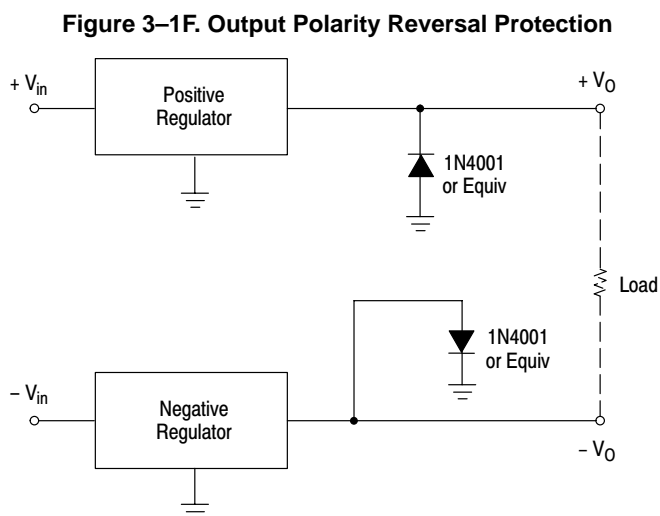 Figure 3–1F. Output Polarity Reversal Protection
+ Vin
Positive
Regulator
+ VO
1N4001
or Equiv
Load
1N4001
or Equiv
– Vin
Negative
Regulator
– VO